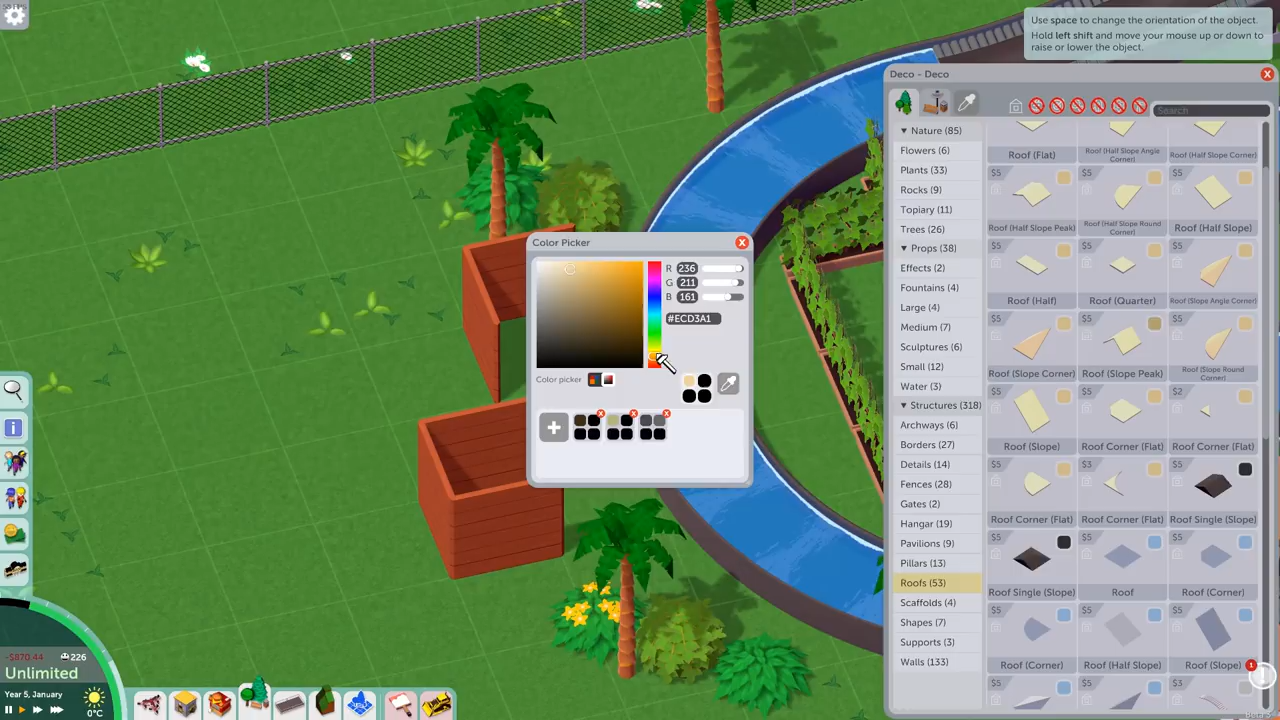 Use space to change the orientation of the object.
Hold left shift and move your mouse up or down to
raise or lower the object.
Deco - Deco
Search
Nature (85)
Flowers (6)
Plants (33)
Rocks (9)
Topiary (11)
Trees (26)
Props (38)
Effects (2)
Fountains (4)
Large (4)
Medium (7)
Sculptures (6)
Small (12)
Water (3)
Structures (318)
Archways (6)
Borders (27)
Details (14)
Fences (28)
Gates (2)
Hangar (19)
Pavilions (9)
Pillars (13)
Roofs (53)
Scaffolds (4)
Shapes (7)
Supports (3)
Walls (133)
Roof (Flat)
Roof (Half Slope Angle
Corner)
Roof (Half Slope Corner)
$5 $5 $5
Roof (Half Slope Peak)
Roof (Half Slope Round
Corner)
Roof (Half Slope)
$5 $5 $5
Roof (Half)
Roof (Quarter)
Roof (Slope Angle Corner)
$5 $5 $5
Roof (Slope Corner)
Roof (Slope Peak)
Roof (Slope Round
Corner)
$5 $5 $2
Roof (Slope)
Roof Corner (Flat)
Roof Corner (Flat)
$5 $3 $5
Roof Corner (Flat)
Roof Corner (Flat)
Roof Single (Slope)
$5 $5 $5
Roof Single (Slope)
Roof
Roof (Corner)
$5 $5 $5
Roof (Corner)
Roof (Half Slope)
Roof (Slope)
1
$5 $5 $3
Color Picker
R 236
G 211
B 161
#ECD3A1
Color picker
-$870.44
226
Unlimited
Year 5, January
0°C